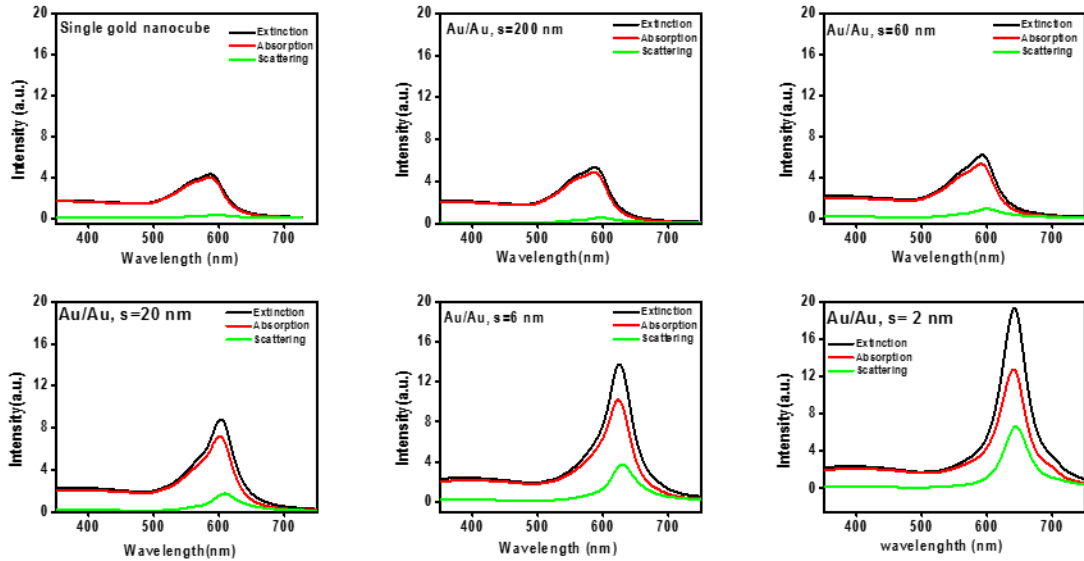 Single gold nanocube
Extinction
Absorption
Scattering
Intensity (a.u.)
20
16
12
8
4
0
400 500 600 700
Wavelength (nm)
Au/Au, s=200 nm
Extinction
Absorption
Scattering
Intensity(a.u.)
20
16
12
8
4
0
400 500 600 700
Wavelength(nm)
Au/Au, s=60 nm
Extinction
Absorption
Scattering
Intensity (a.u.)
20
16
12
8
4
0
400 500 600 700
Wavelength(nm)
Au/Au, s=20 nm
Extinction
Absorption
Scattering
Intensity(a.u.)
20
16
12
8
4
0
400 500 600 700
Wavelength(nm)
Au/Au, s=6 nm
Extinction
Absorption
Scattering
Intensity(a.u.)
20
16
12
8
4
0
400 500 600 700
Wavelength(nm)
Au/Au, s= 2 nm
Extinction
Absorption
Scattering
Intensity (a.u.)
20
16
12
8
4
0
400 500 600 700
wavelenghth (nm)